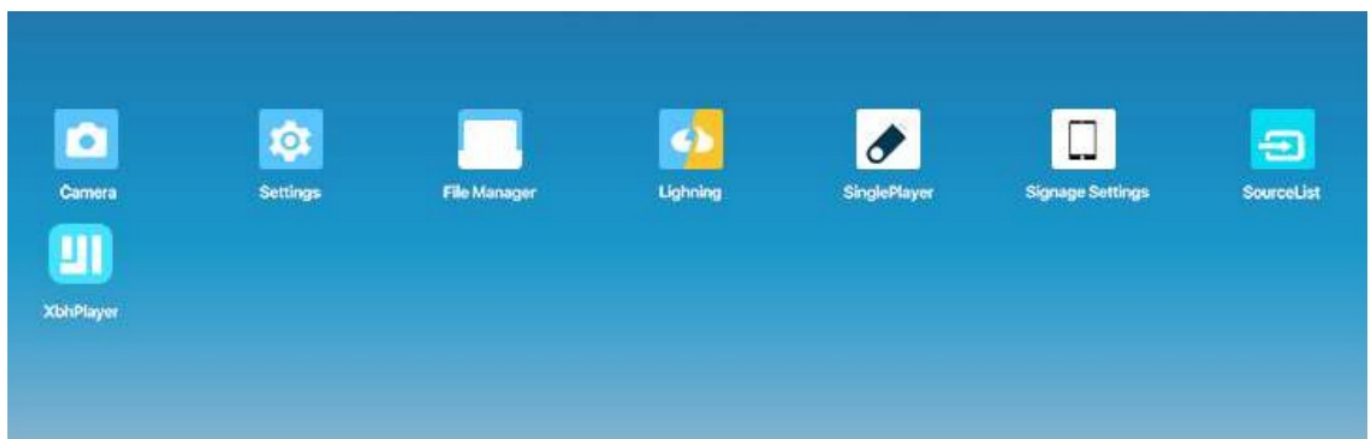 Camera
Settings
File Manager
Lighning
SinglePlayer
Signage Settings
SourceList
XbhPlayer